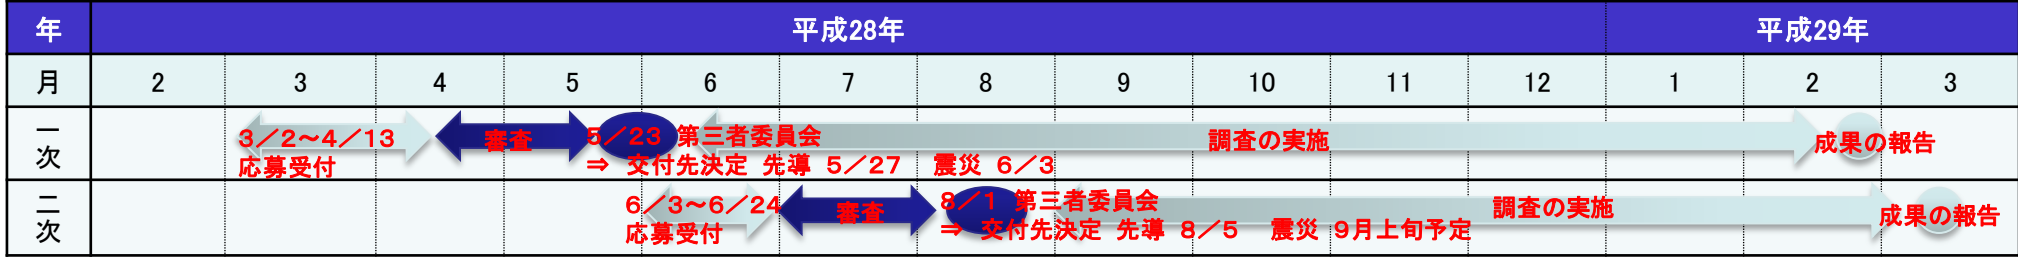 年 平成28年 平成29年
月 2 3 4 5 6 7 8 9 10 11 12 1 2 3
一次
3／2～4／13
応募受付
審査
5／23 第三者委員会
⇒ 交付先決定 先導 5／27 震災 6／3
調査の実施
成果の報告
二次
6／3～6／24
応募受付
審査
8／1 第三者委員会
⇒ 交付先決定 先導 8／5 震災 9月上旬予定
調査の実施
成果の報告